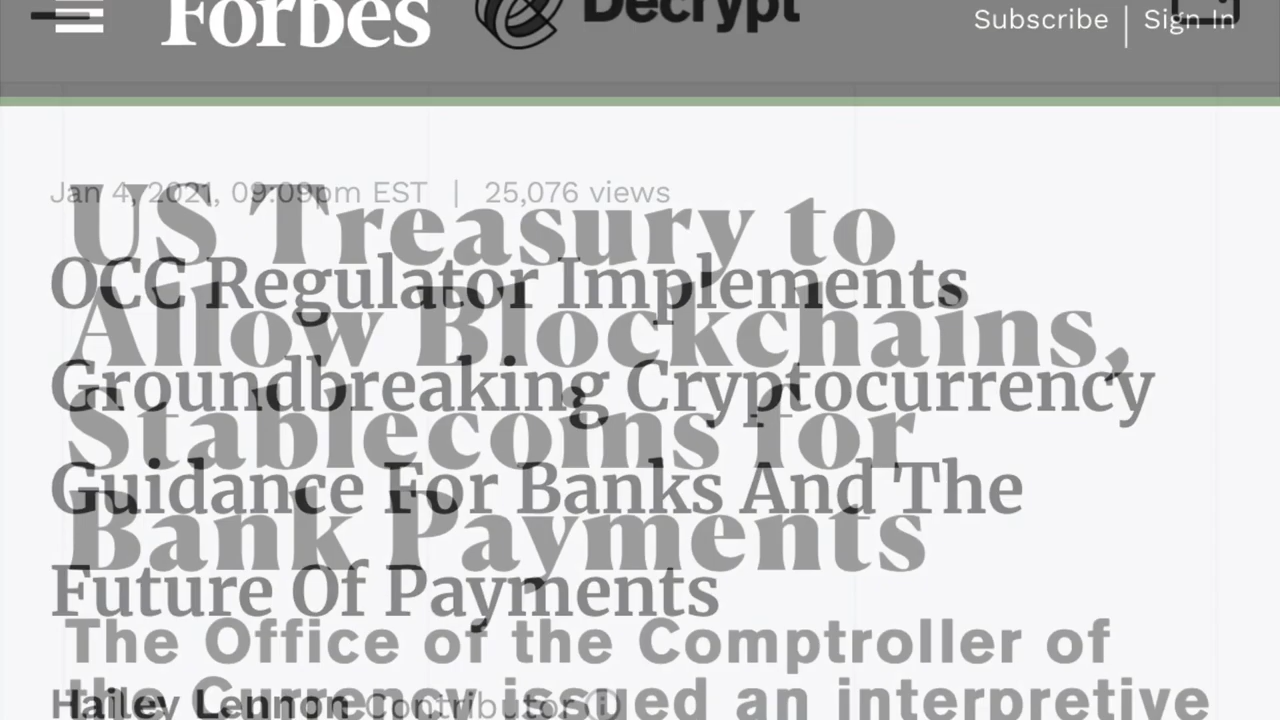 Forbes
Decrypt
Subscribe | Sign In
Jan 4, 2021, 09:09pm EST | 25,076 views
US Treasury to
OCC Regulator Implements
Allow Blockchains,
Groundbreaking Cryptocurrency
Stablecoins for
Guidance For Banks And The
Bank Payments
Future Of Payments
The Office of the Comptroller of
Hailey Lennon Contributor
the Currency issued an interpretive